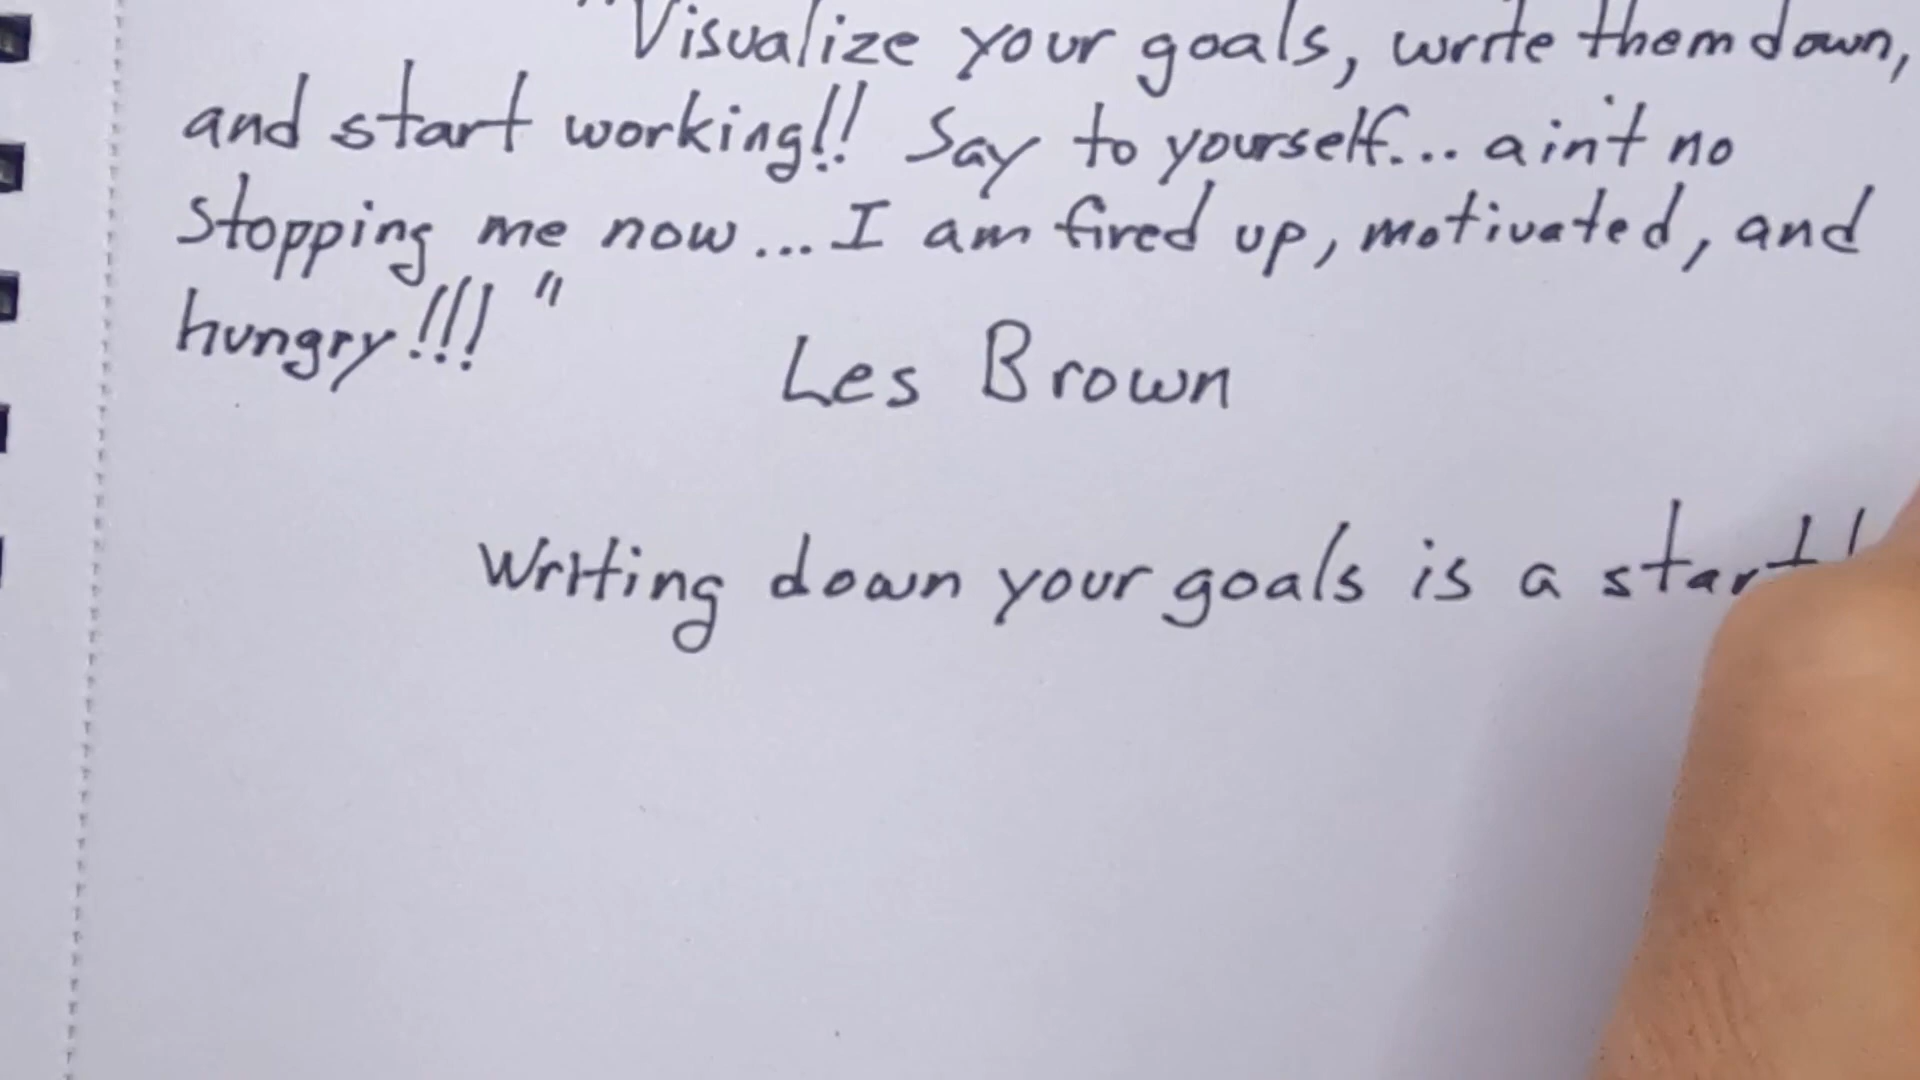 "Visualize your goals, write them down,
and start working!! Say to yourself... ain't no
stopping me now... I am fired up, motivated, and
hungry!!!"
Les Brown
Writing down your goals is a start!